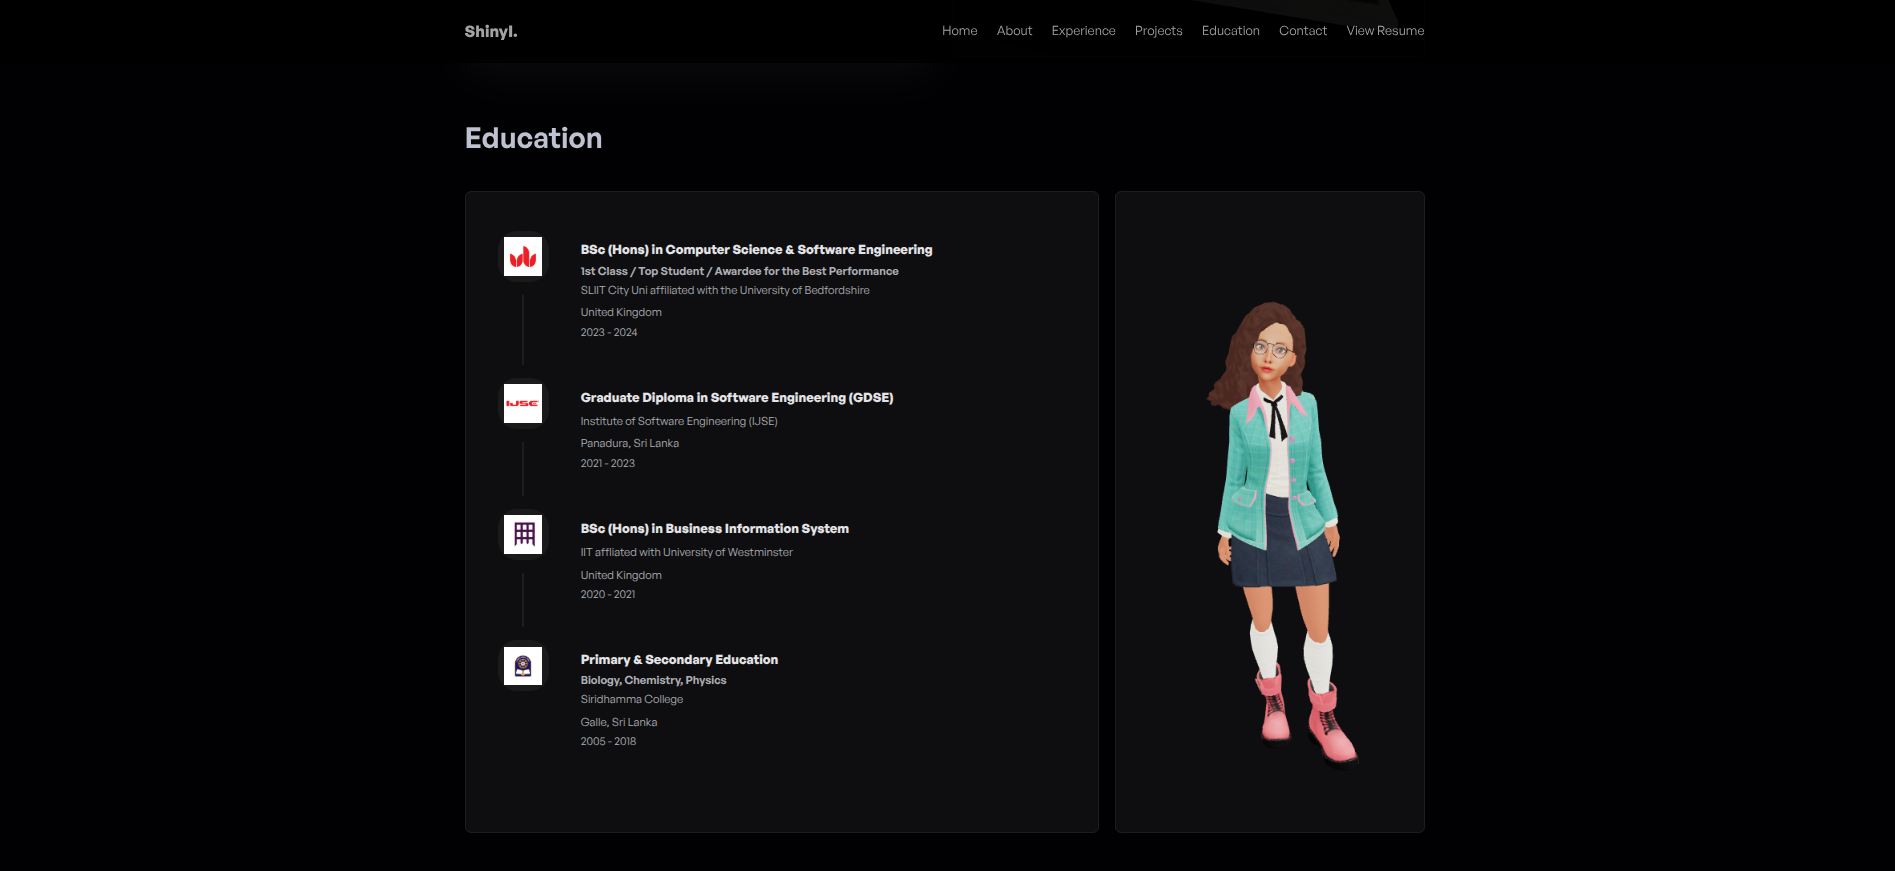 Shinyl.
Home About Experience Projects Education Contact View Resume
Education
BSc (Hons) in Computer Science & Software Engineering
1st Class / Top Student / Awardee for the Best Performance
SLIIT City Uni affiliated with the University of Bedfordshire
United Kingdom
2023 - 2024
IJSE
Graduate Diploma in Software Engineering (GDSE)
Institute of Software Engineering (IJSE)
Panadura, Sri Lanka
2021 - 2023
BSc (Hons) in Business Information System
IIT affliated with University of Westminster
United Kingdom
2020 - 2021
Primary & Secondary Education
Biology, Chemistry, Physics
Siridhamma College
Galle, Sri Lanka
2005 - 2018